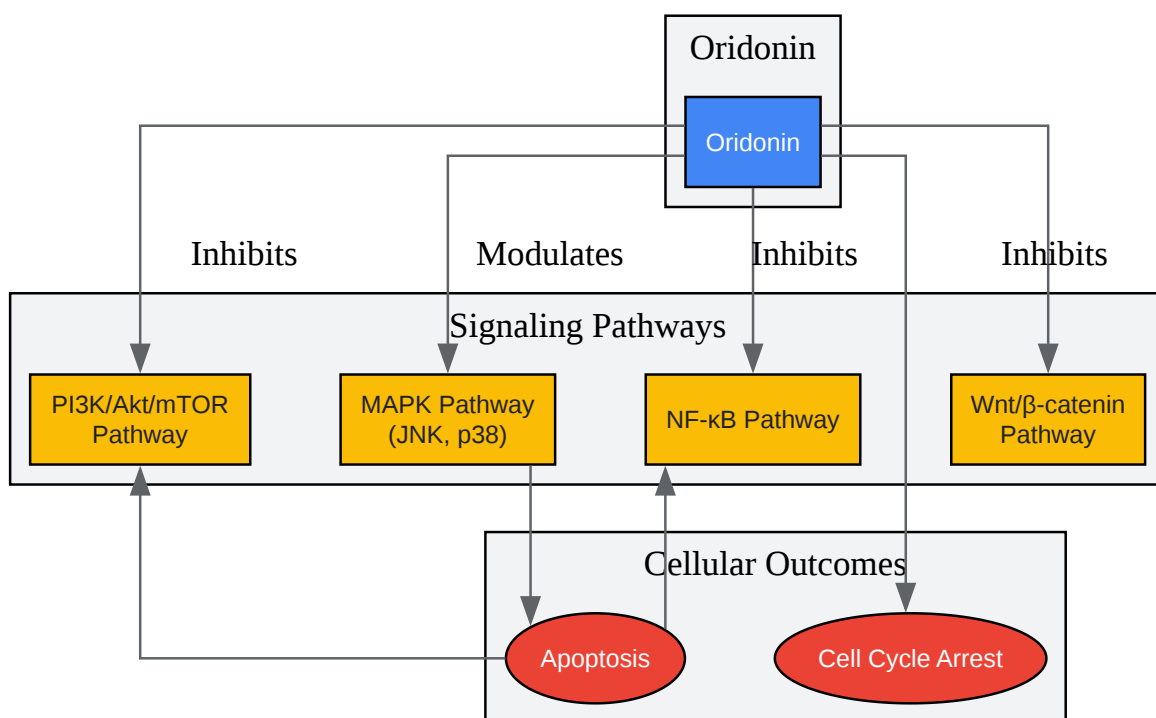 Oridonin
Oridonin
Inhibits
Modulates
Inhibits
Inhibits
Signaling Pathways
PI3K/Akt/mTOR
Pathway
MAPK Pathway
(JNK, p38)
NF-κB Pathway
Wnt/β-catenin
Pathway
Cellular Outcomes
Apoptosis
Cell Cycle Arrest